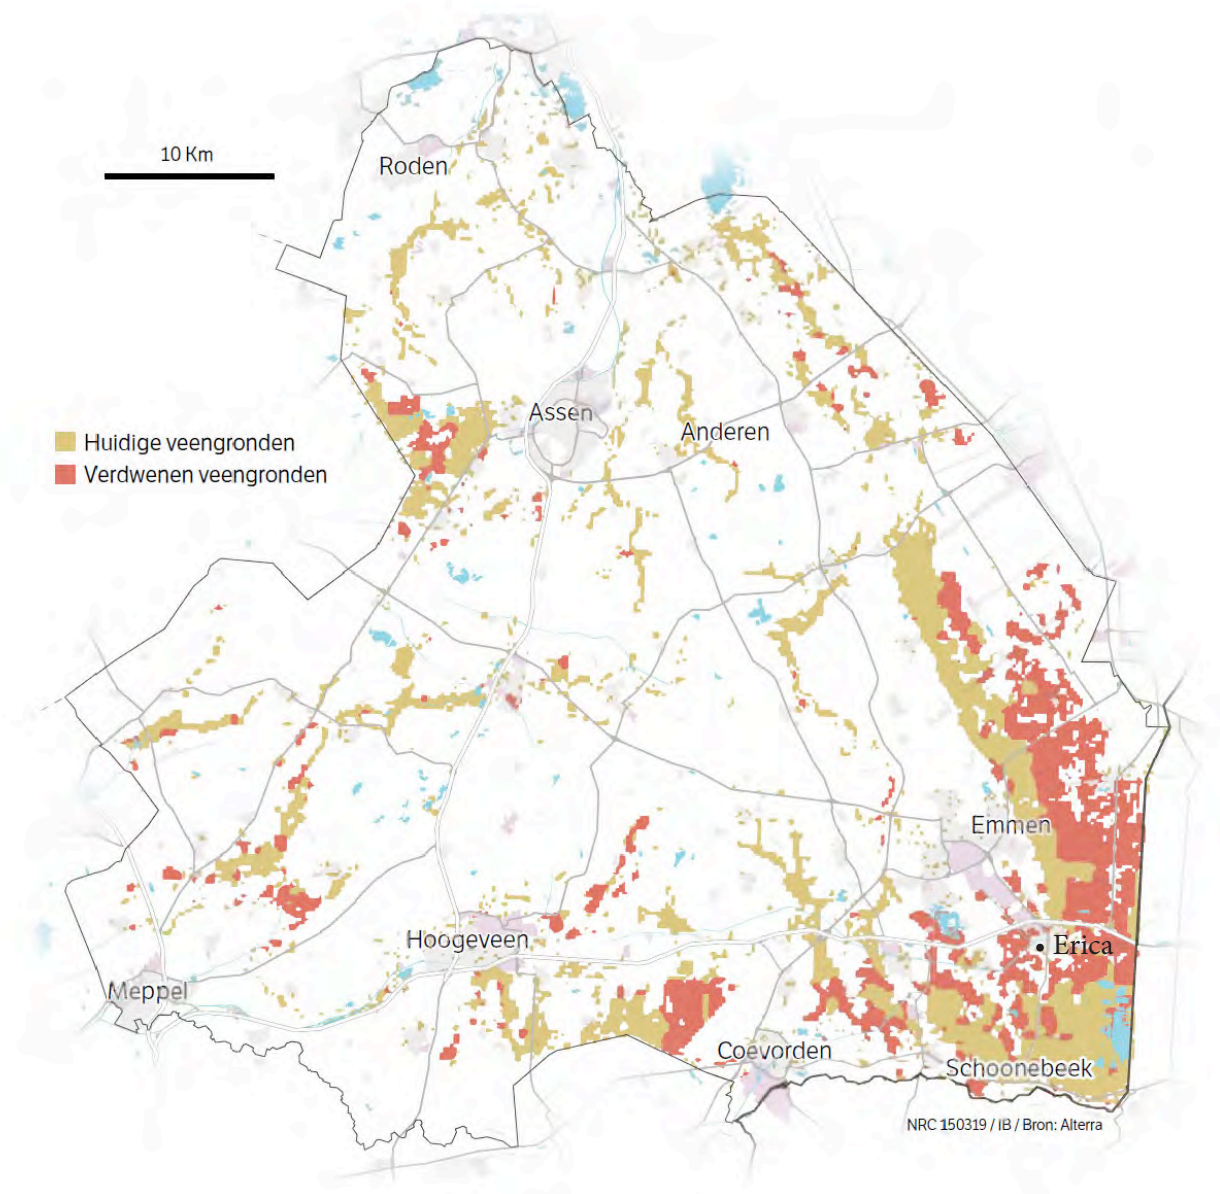 10 Km
Roden
Assen
Anderen
Huidige veengronden
Verdwenen veengronden
Emmen
Hoogeveen
Erica
Meppel
Coevorden
Schoonebeek
NRC 150319 / IB / Bron: Alterra